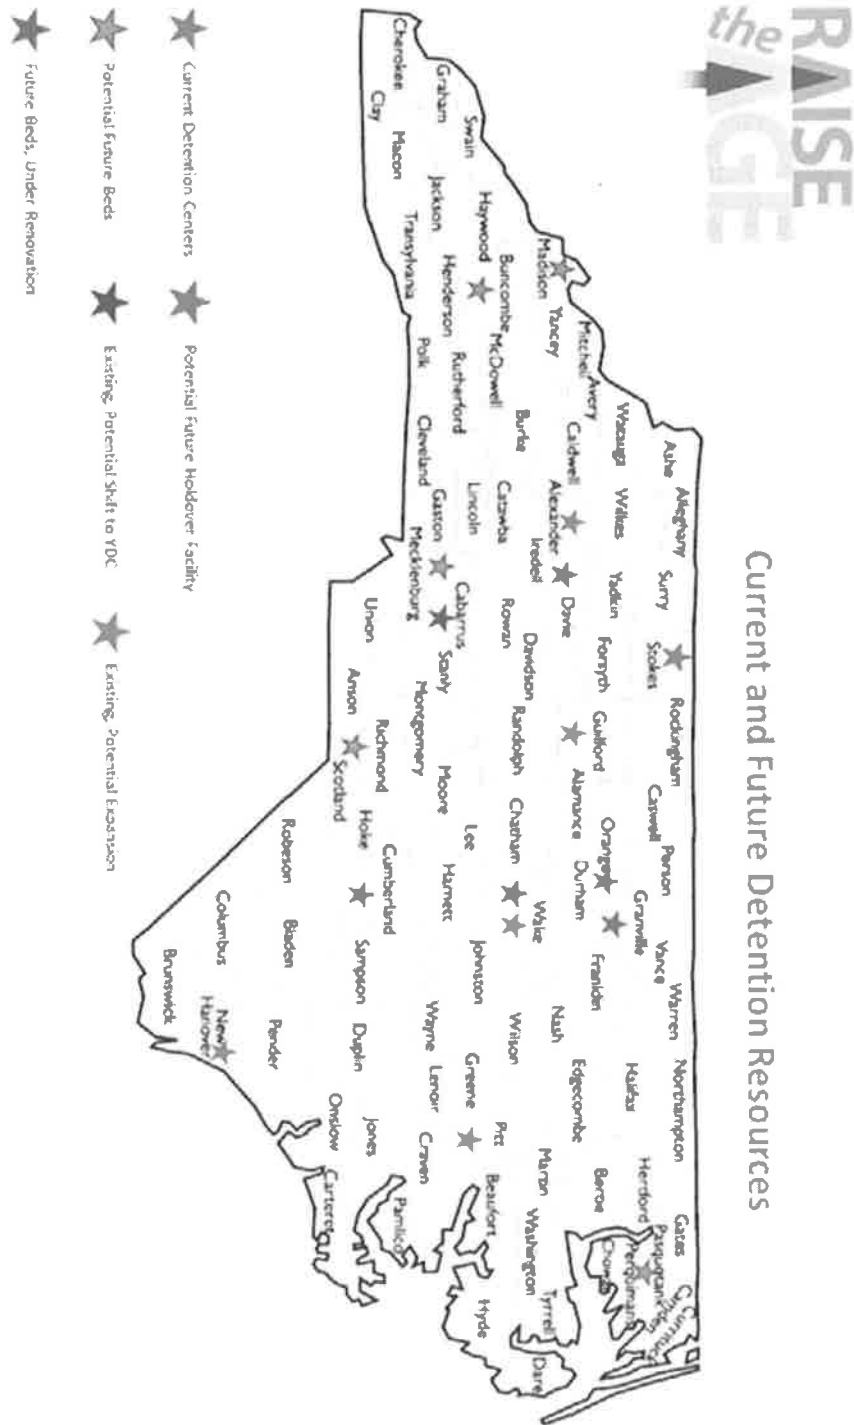 RAISE
the
AGE
Current and Future Detention Resources
Ashe
Alleghany
Surry
Stokes
Rockingham
Caswell
Person
Granville
Vance
Warren
Northampton
Gates
Hertford
Halifax
Watauga
Wilkes
Yadkin
Forsyth
Guilford
Orange
Durham
Franklin
Mitchell
Avery
Caldwell
Alexander
Iredell
Davie
Alamance
Nash
Edgecombe
Bertie
Chowan
Perquimans
Pasquotank
Camden
Currituck
Madison
Yancey
Burke
Catawba
Rowan
Davidson
Randolph
Chatham
Wake
Wilson
Martin
Washington
Tyrrell
Dare
Swain
Haywood
Buncombe
McDowell
Rutherford
Lincoln
Cabarrus
Stanly
Moore
Lee
Harnett
Johnston
Greene
Pitt
Beaufort
Hyde
Graham
Jackson
Henderson
Polk
Cleveland
Gaston
Mecklenburg
Montgomery
Wayne
Lenoir
Craven
Pamlico
Cherokee
Clay
Macon
Transylvania
Union
Anson
Richmond
Scotland
Hoke
Cumberland
Sampson
Duplin
Jones
Onslow
Carteret
Robeson
Bladen
Pender
Columbus
New
Hanover
Brunswick
Current Detention Centers
Potential Future Holdover Facility
Potential Future Beds
Existing, Potential Shift to YDC
Existing, Potential Expansion
Future Beds, Under Renovation